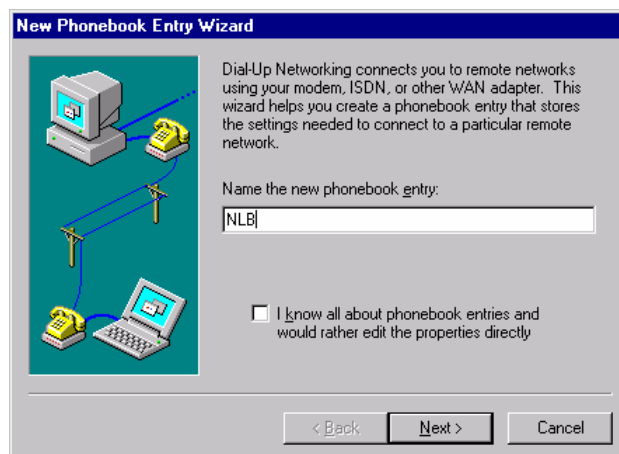 New Phonebook Entry Wizard
Dial-Up Networking connects you to remote networks
using your modem, ISDN, or other WAN adapter.  This
wizard helps you create a phonebook entry that stores
the settings needed to connect to a particular remote
network.
Name the new phonebook entry:
NLB
I know all about phonebook entries and
would rather edit the properties directly
< Back
Next >
Cancel